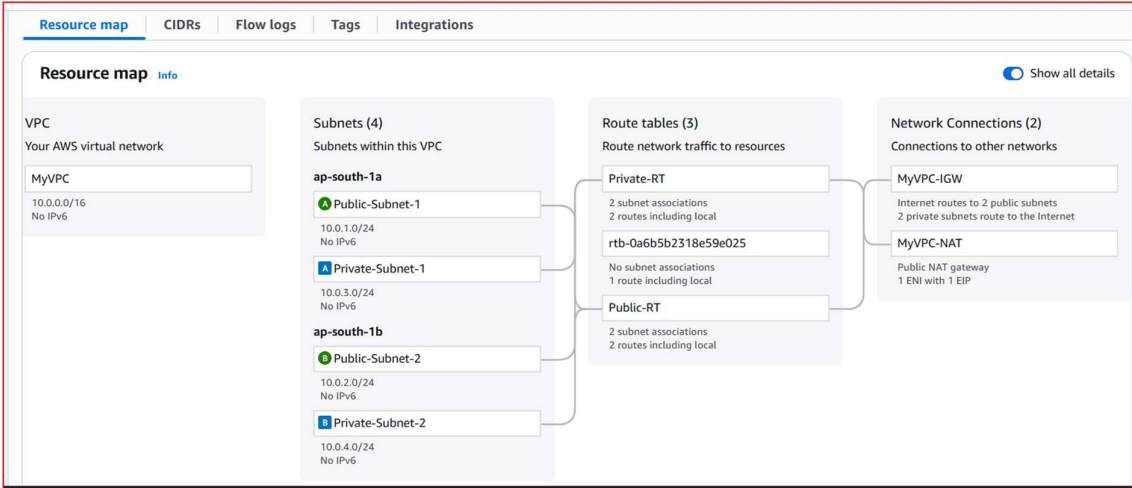 Resource map
CIDRs
Flow logs
Tags
Integrations
Resource map Info
Show all details
VPC
Your AWS virtual network
MyVPC
10.0.0.0/16
No IPv6
Subnets (4)
Subnets within this VPC
ap-south-1a
A Public-Subnet-1
10.0.1.0/24
No IPv6
A Private-Subnet-1
10.0.3.0/24
No IPv6
ap-south-1b
B Public-Subnet-2
10.0.2.0/24
No IPv6
B Private-Subnet-2
10.0.4.0/24
No IPv6
Route tables (3)
Route network traffic to resources
Private-RT
2 subnet associations
2 routes including local
rtb-0a6b5b2318e59e025
No subnet associations
1 route including local
Public-RT
2 subnet associations
2 routes including local
Network Connections (2)
Connections to other networks
MyVPC-IGW
Internet routes to 2 public subnets
2 private subnets route to the Internet
MyVPC-NAT
Public NAT gateway
1 ENI with 1 EIP